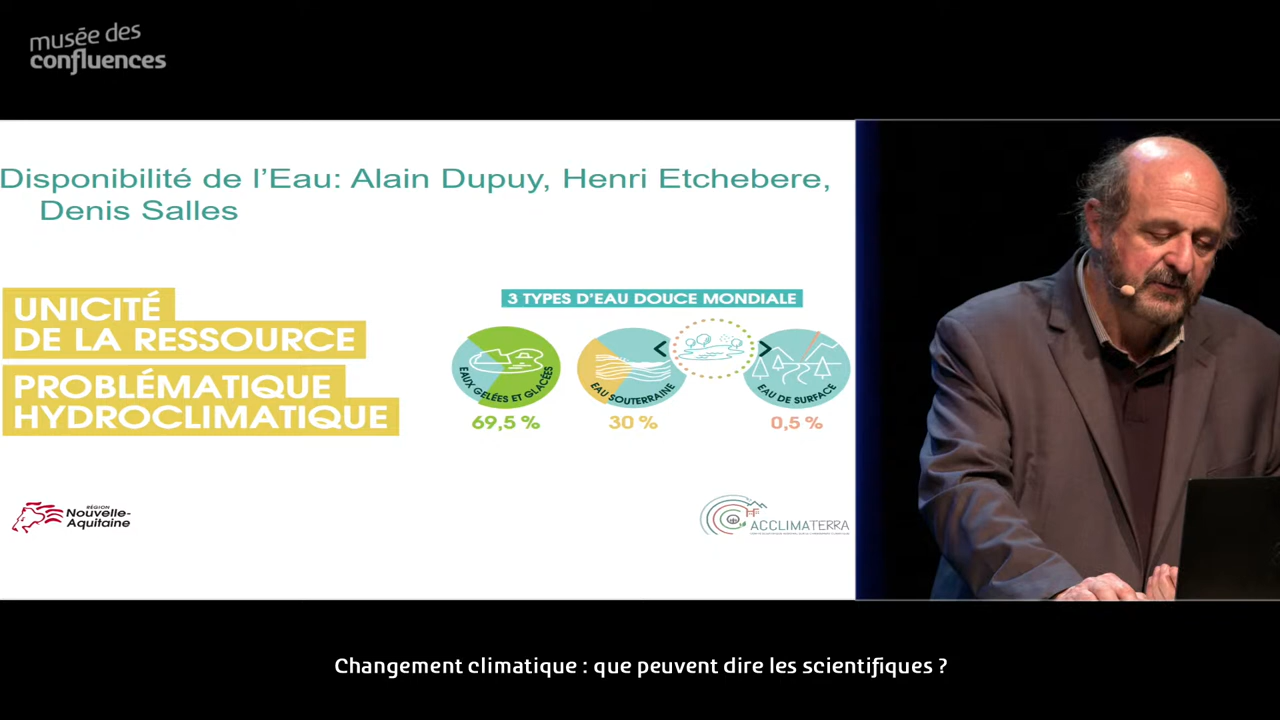 musée des
confluences
Disponibilité de l'Eau: Alain Dupuy, Henri Etchebere,
Denis Salles
UNICITÉ
DE LA RESSOURCE
PROBLÉMATIQUE
HYDROCLIMATIQUE
3 TYPES D'EAU DOUCE MONDIALE
EAUX GELÉES ET GLACÉES
EAU SOUTERRAINE
EAU DE SURFACE
69,5 %
30 %
0,5 %
RÉGION
Nouvelle-
Aquitaine
ACCLIMATERRA
Changement climatique : que peuvent dire les scientifiques ?